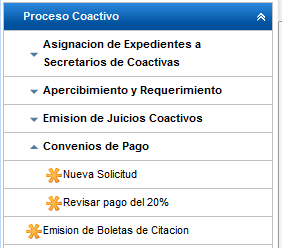 Proceso Coactivo
Asignacion de Expedientes a
Secretarios de Coactivas
Apercibimiento y Requerimiento
Emision de Juicios Coactivos
Convenios de Pago
Nueva Solicitud
Revisar pago del 20%
Emision de Boletas de Citacion